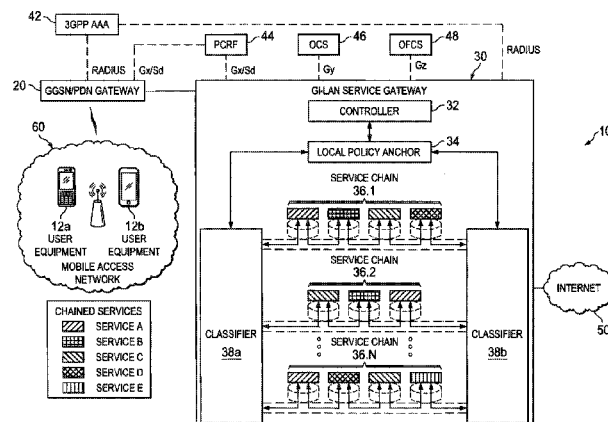 42
3GPP AAA
PCRF
44
OCS
46
OFCS
48
RADIUS
Gx/Sd
Gx/Sd
Gy
Gz
30
RADIUS
20
GGSN/PDN GATEWAY
GI-LAN SERVICE GATEWAY
CONTROLLER
32
LOCAL POLICY ANCHOR
34
10
60
12a
USER
EQUIPMENT
12b
USER
EQUIPMENT
MOBILE ACCESS
NETWORK
SERVICE CHAIN
36.1
SERVICE CHAIN
36.2
SERVICE CHAIN
36.N
CLASSIFIER
38a
CLASSIFIER
38b
INTERNET
50
CHAINED SERVICES
SERVICE A
SERVICE B
SERVICE C
SERVICE D
SERVICE E